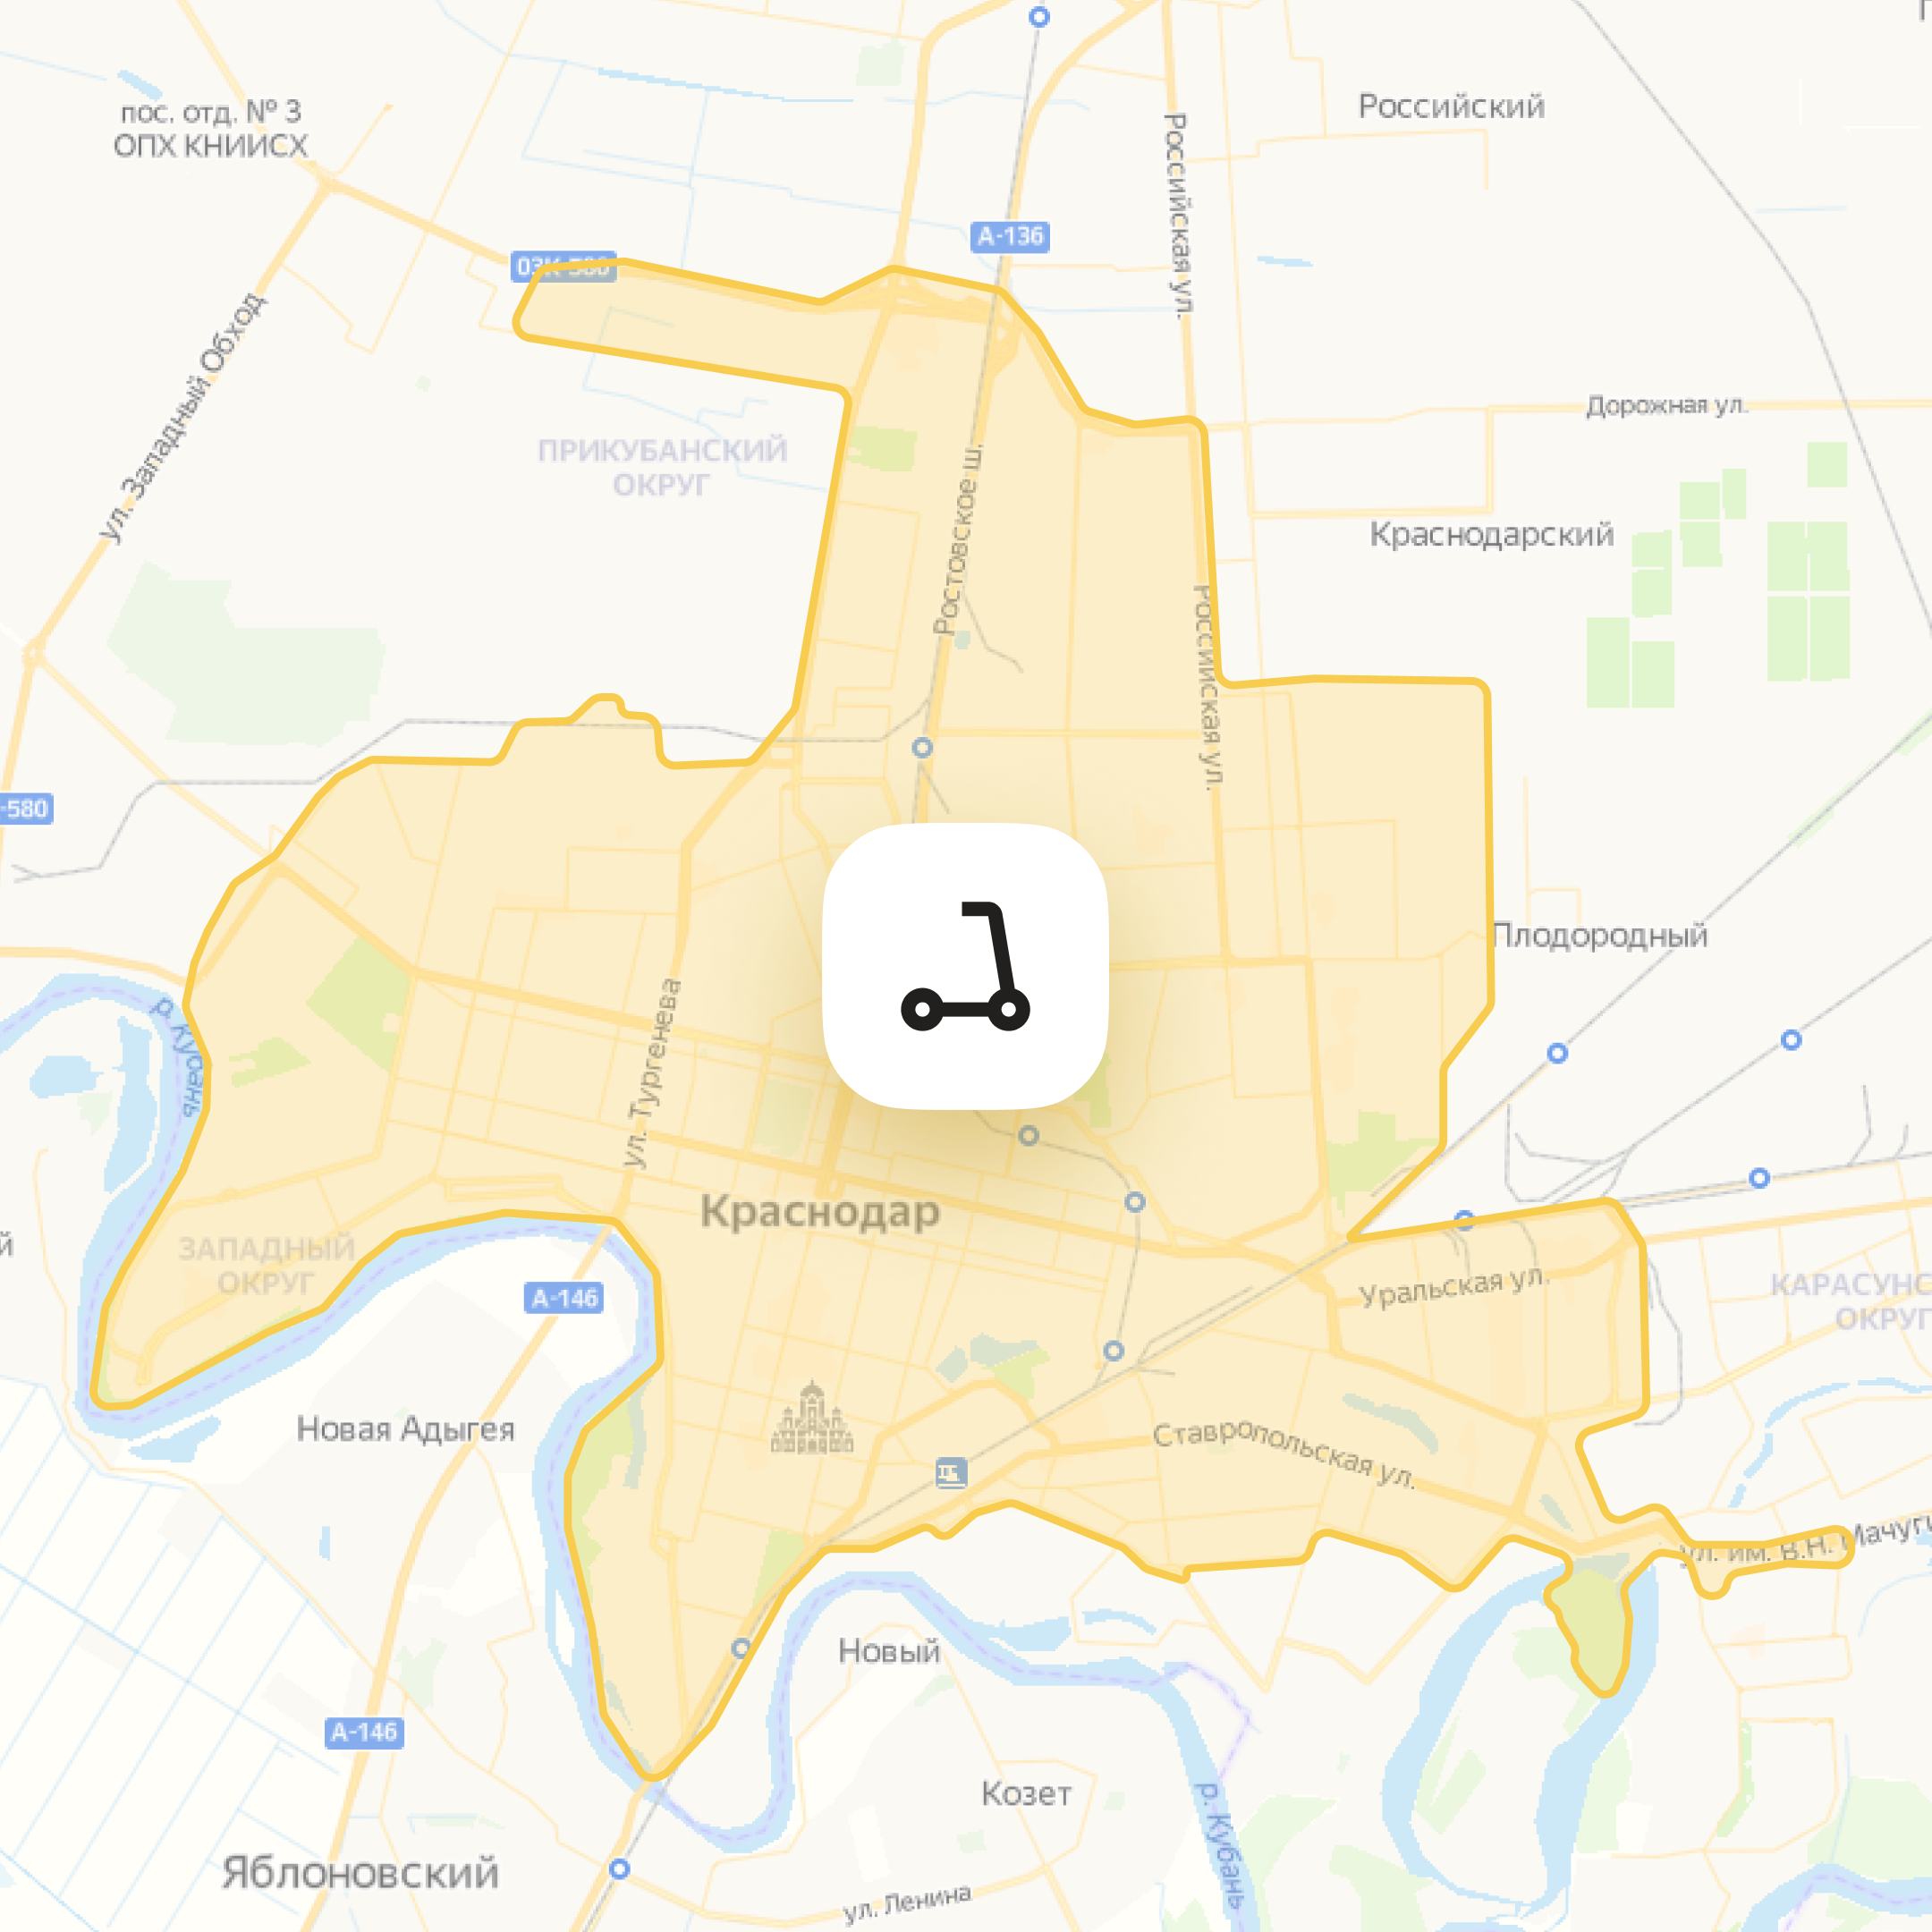 Российский
пос. отд. № 3
ОПХ КНИИСХ
Российская ул.
А-136
03К-580
ул. Западный Обход
Дорожная ул.
ПРИКУБАНСКИЙ
ОКРУГ
Ростовское ш.
Краснодарский
Российская ул.
-580
Плодородный
р. Кубань
ул. Тургенева
Краснодар
ЗАПАДНЫЙ
ОКРУГ
й
А-146
Уральская ул.
КАРАСУНС
ОКРУГ
Новая Адыгея
Ставропольская ул.
ул. им. В.Н. Мачуги
Новый
А-146
Козет
р. Кубань
Яблоновский
ул. Ленина